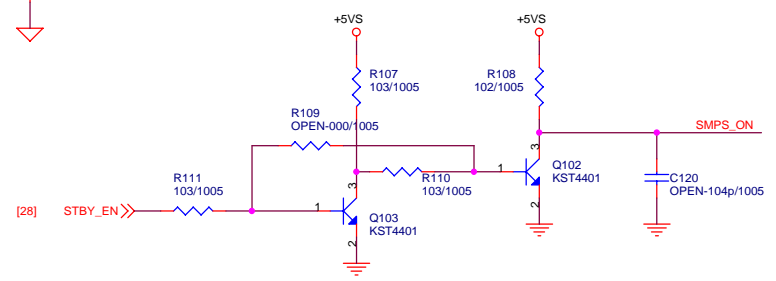 +5VS
+5VS
R107
103/1005
R108
102/1005
R109
OPEN-000/1005
SMPS_ON
R111
103/1005
3
1
Q102
KST4401
R110
103/1005
C120
OPEN-104p/1005
3
[28]
STBY_EN
1
Q103
KST4401
2
2